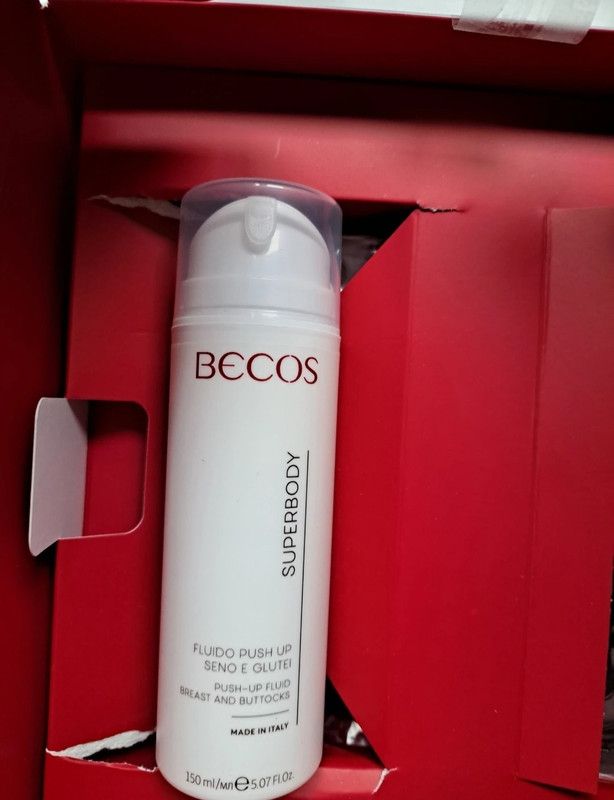 BECOS
SUPERBODY
FLUIDO PUSH UP
SENO E GLUTEI
PUSH-UP FLUID
BREAST AND BUTTOCKS
MADE IN ITALY
150 ml/мл℮5.07 Fl.Oz.